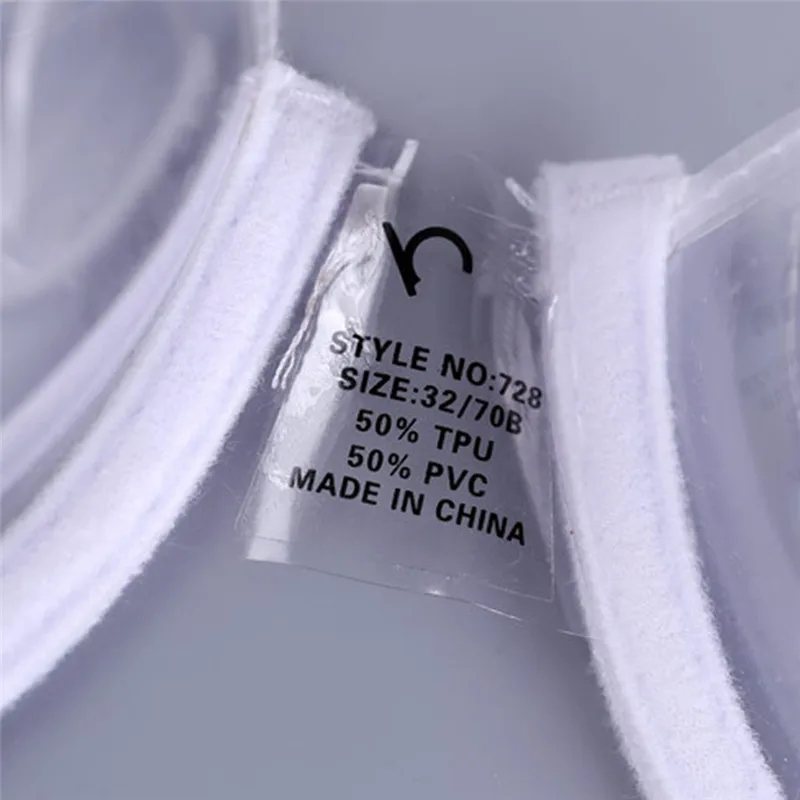 STYLE NO:728
SIZE:32/70B
50% TPU
50% PVC
MADE IN CHINA